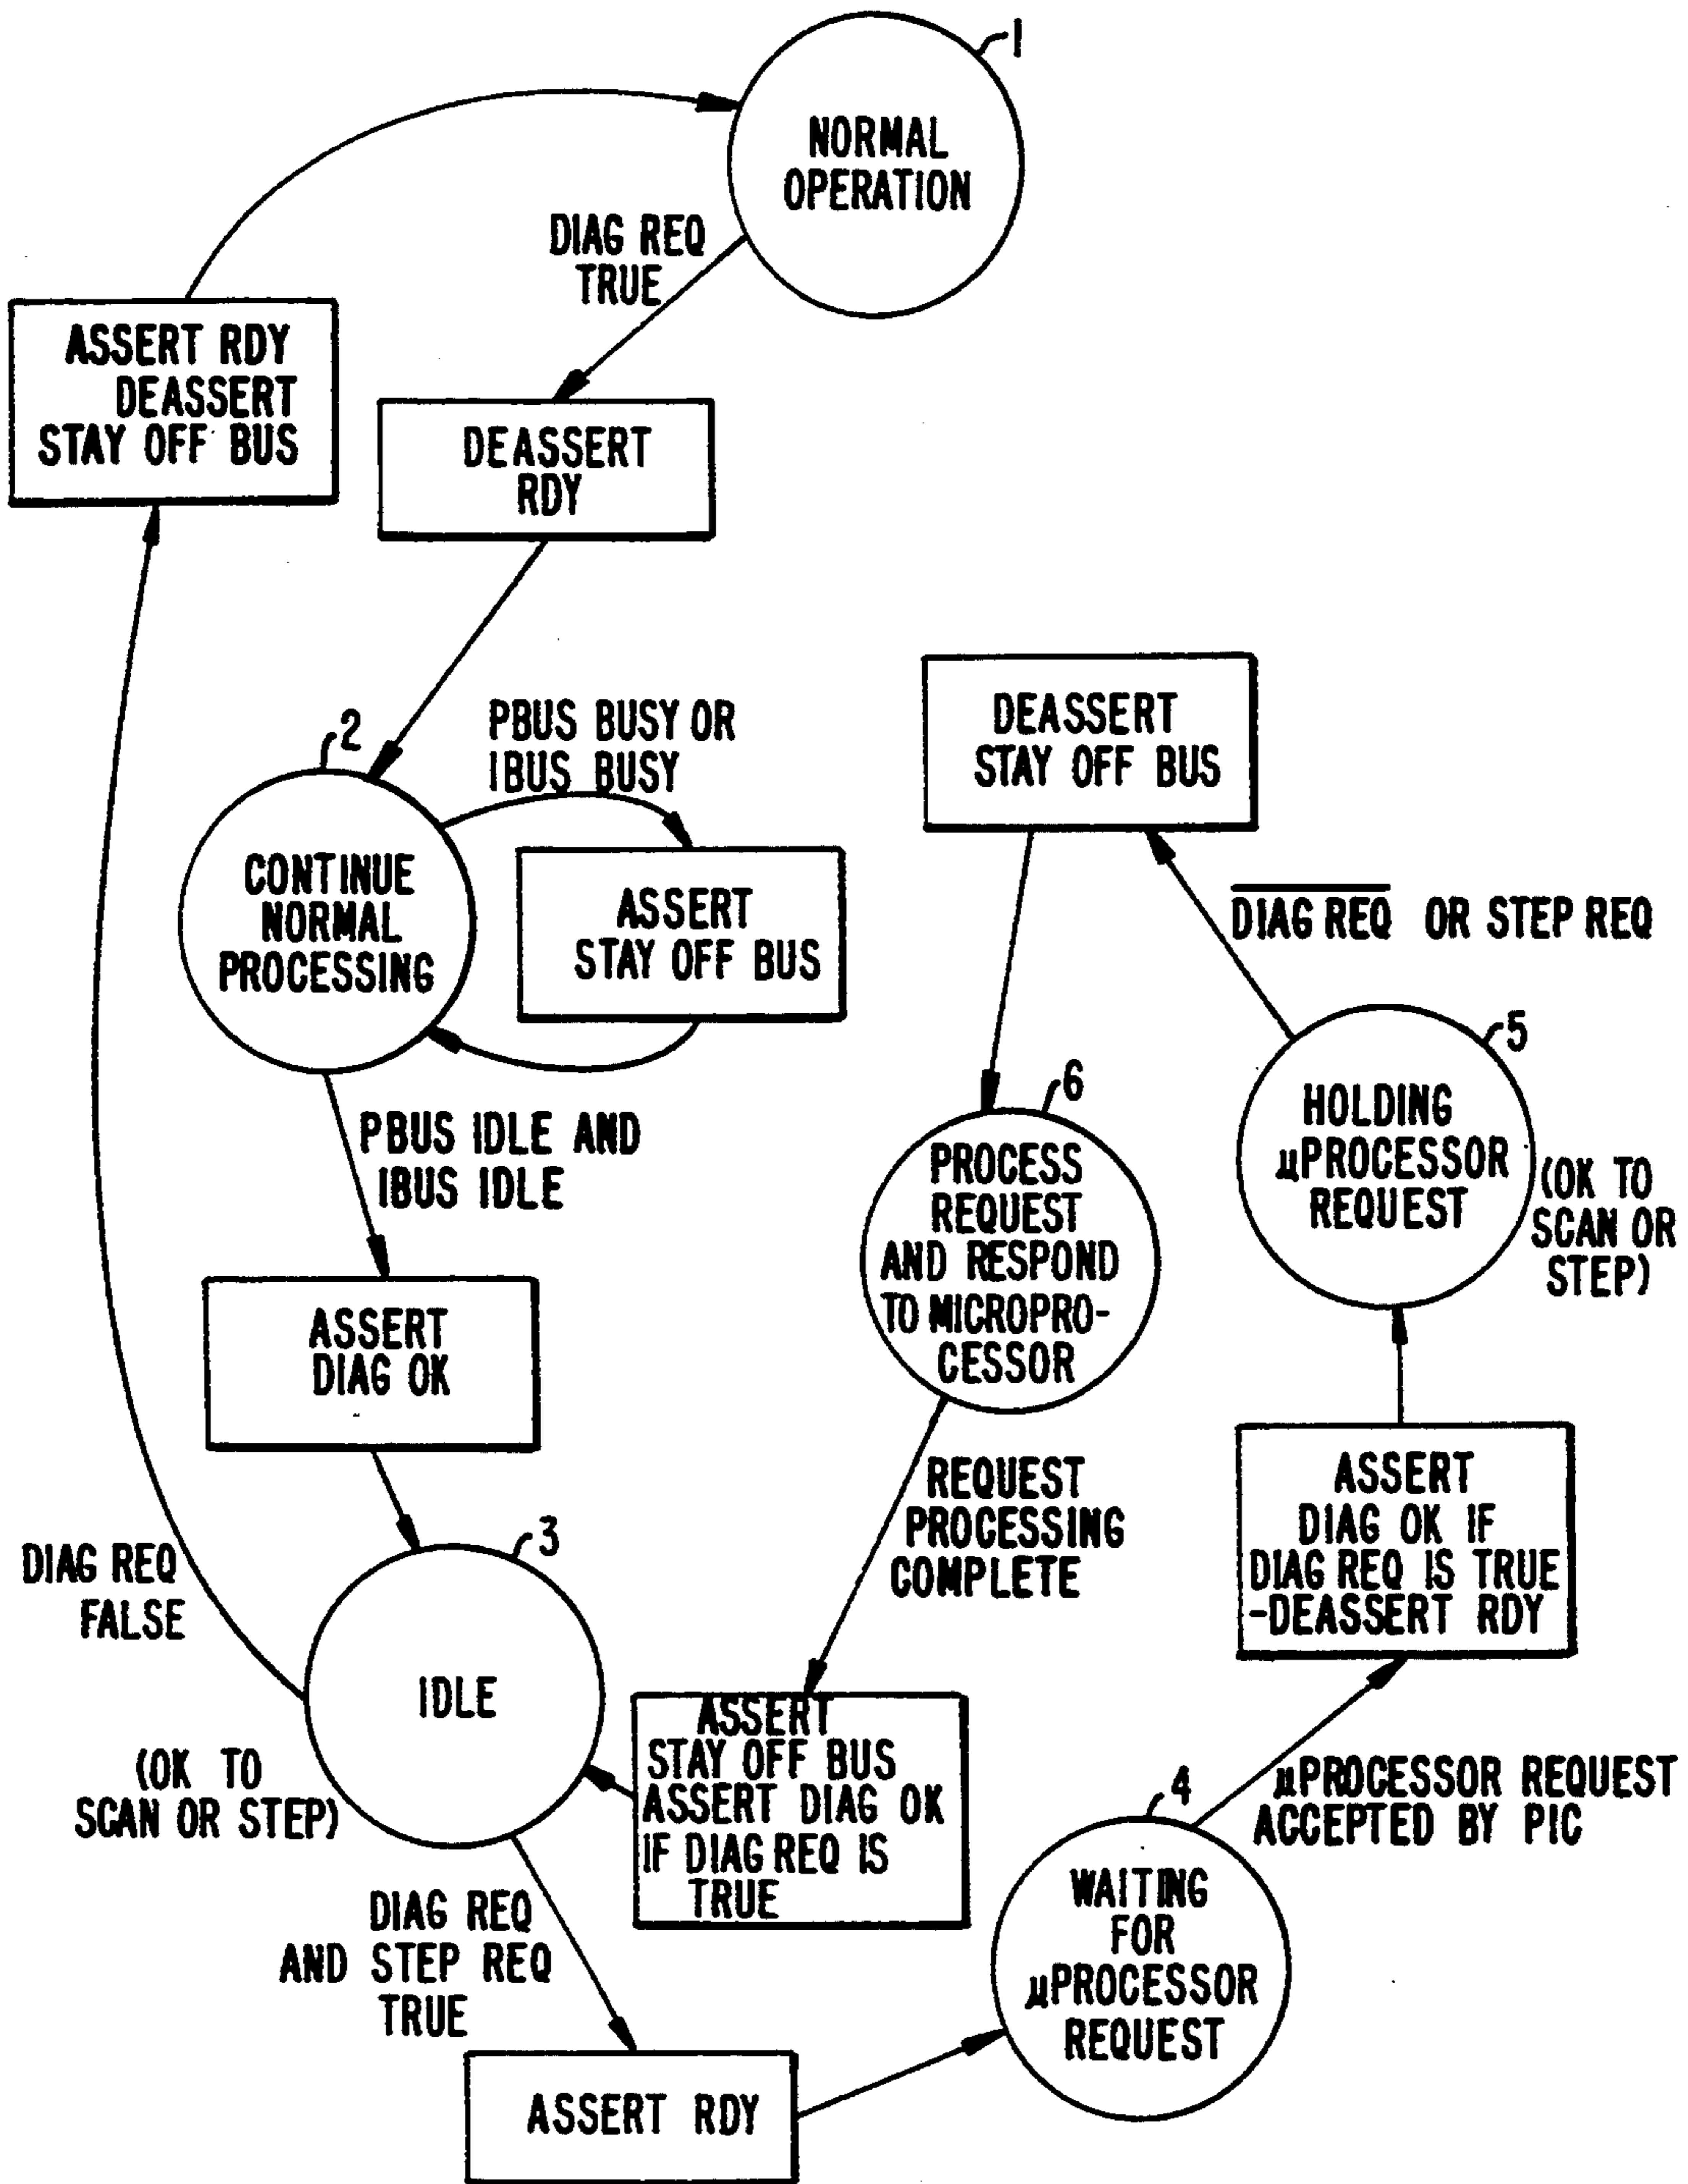 1
NORMAL
OPERATION
DIAG REQ
TRUE
ASSERT RDY
DEASSERT
STAY OFF BUS
DEASSERT
RDY
2
PBUS BUSY OR
IBUS BUSY
CONTINUE
NORMAL
PROCESSING
ASSERT
STAY OFF BUS
DEASSERT
STAY OFF BUS
DIAG REQ OR STEP REQ
5
HOLDING
µPROCESSOR
REQUEST
(OK TO
SCAN OR
STEP)
6
PROCESS
REQUEST
AND RESPOND
TO MICROPRO-
CESSOR
PBUS IDLE AND
IBUS IDLE
ASSERT
DIAG OK
REQUEST
PROCESSING
COMPLETE
ASSERT
DIAG OK IF
DIAG REQ IS TRUE
-DEASSERT RDY
DIAG REQ
FALSE
3
IDLE
(OK TO
SCAN OR STEP)
ASSERT
STAY OFF BUS
ASSERT DIAG OK
IF DIAG REQ IS
TRUE
4
µPROCESSOR REQUEST
ACCEPTED BY PIC
WAITING
FOR
µPROCESSOR
REQUEST
DIAG REQ
AND STEP REQ
TRUE
ASSERT RDY